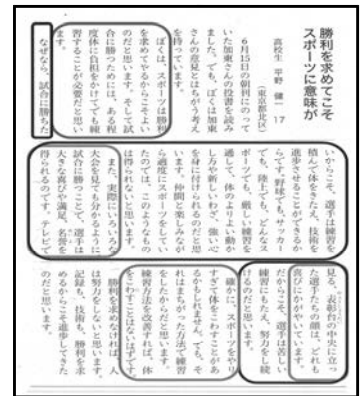 勝利を求めてこそ
スポーツに意味が
高校生 平野 健一 17
(東京都北区)
6月15日の朝刊にのって
いた加東さんの投書を読み
ました。でも、ぼくは加東
さんの意見とはちがう考え
を持っています。
ぼくは、スポーツは勝利
を求めてやるからこそよい
のだと思います。そして試
合に勝つためには、ある程
度体に負担をかけてでも練
習することが必要だと思い
ます。
なぜなら、試合に勝ちた
いからこそ、選手は練習を
積んで体をきたえ、技術を
進歩させることができるか
らです。野球でも、サッカー
でも、陸上でも、どんなス
ポーツでも、厳しい練習を
通して、体のよりよい動か
し方や新しいわざ、強い心
を身に付けられるのだと思
います。仲間と楽しみなが
ら適度にスポーツをしてい
たのでは、このようなもの
は得られないと思います。
また、実際にいろいろな
大会を見ても分かるように、
試合に勝つことで、選手は
大きな喜びや満足、名誉を
得られるのです。テレビで
見る、表彰台の中央に立っ
た選手たちの顔は、どれも
喜びにかがやいています。
だからこそ、選手は苦しい
練習にもたえ、努力をし続
けるのだと思います。
確かに、スポーツをやり
すぎて体をこわすことがあ
るかもしれません。でも、そ
れはまちがった方法で練習
をしたからだと思います。
練習方法を改善すれば、体
をこわすことはないはずです。
勝利を求めなければ、人
は努力をしないと思います。
記録も、技術も、勝利を求
めるからこそ進歩してきた
のだと思います。